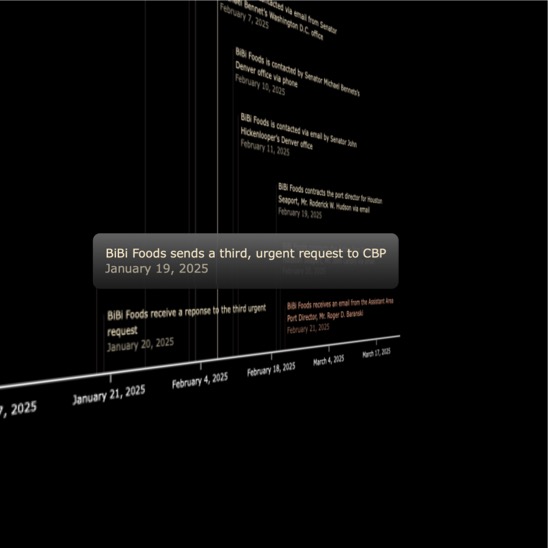 contacted via email from Senator
Bennet's Washington D.C. office
February 7, 2025
BiBi Foods is contacted by Senator Michael Bennets's
Denver office via phone
February 10, 2025
BiBi Foods is contacted via email by Senator John
Hickenlooper's Denver office
February 11, 2025
BiBi Foods contracts the port director for Houston
Seaport, Mr. Roderick W. Hudson via email
February 19, 2025
BiBi Foods sends a third, urgent request to CBP
January 19, 2025
BiBi Foods receive a reponse to the third urgent
request
January 20, 2025
BiBi Foods receives an email from the Assistant Area
Port Director, Mr. Roger D. Baranski
February 21, 2025
7, 2025
January 21, 2025
February 4, 2025
February 18, 2025
March 4, 2025
March 17, 2025